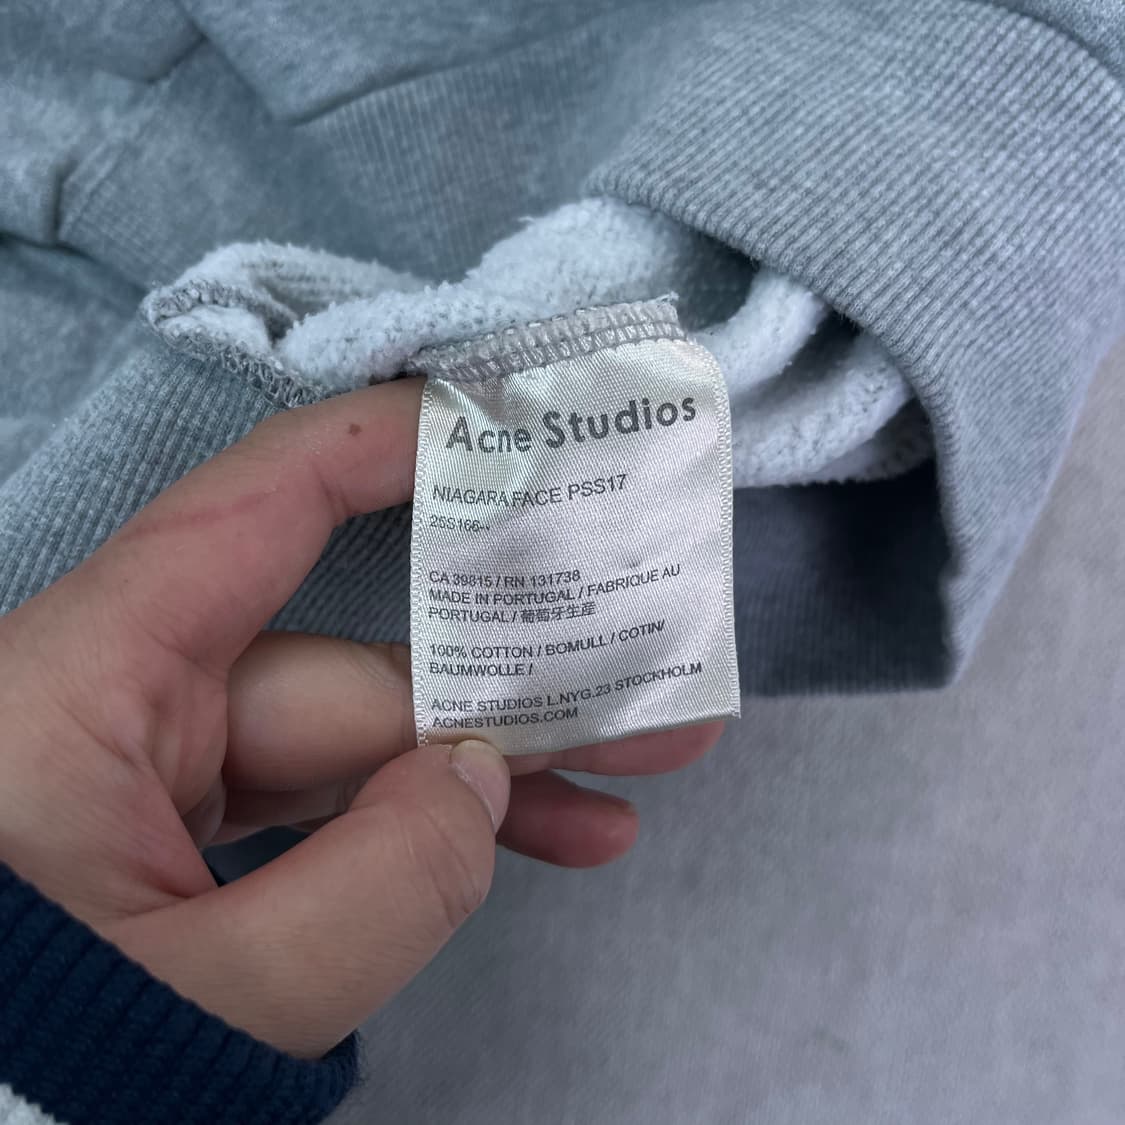 Acne Studios
NIAGARA FACE PSS17
2SS166--
CA 39815 / RN 131738
MADE IN PORTUGAL / FABRIQUE AU
PORTUGAL / 葡萄牙生産
100% COTTON / BOMULL / COTIN/
BAUMWOLLE /
ACNE STUDIOS L.NYG.23 STOCKHOLM
ACNESTUDIOS.COM